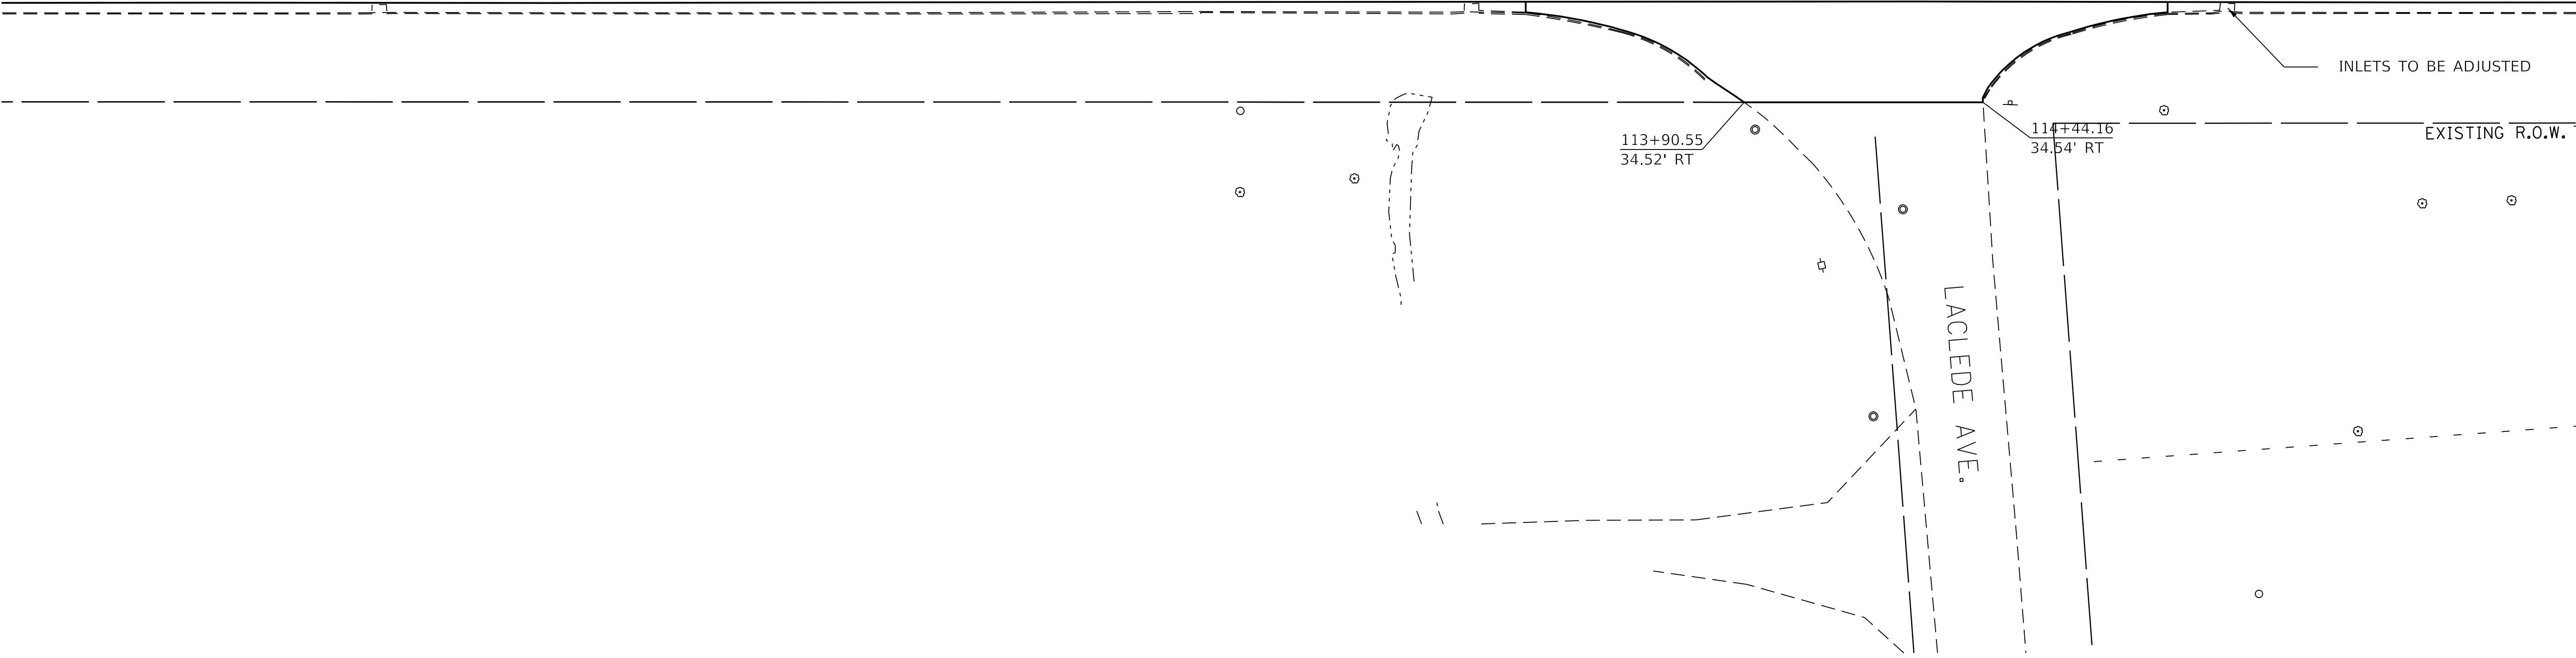 INLETS TO BE ADJUSTED
113+90.55
34.52' RT
114+44.16
34.54' RT
EXISTING R.O.W.
LACLEDE AVE.